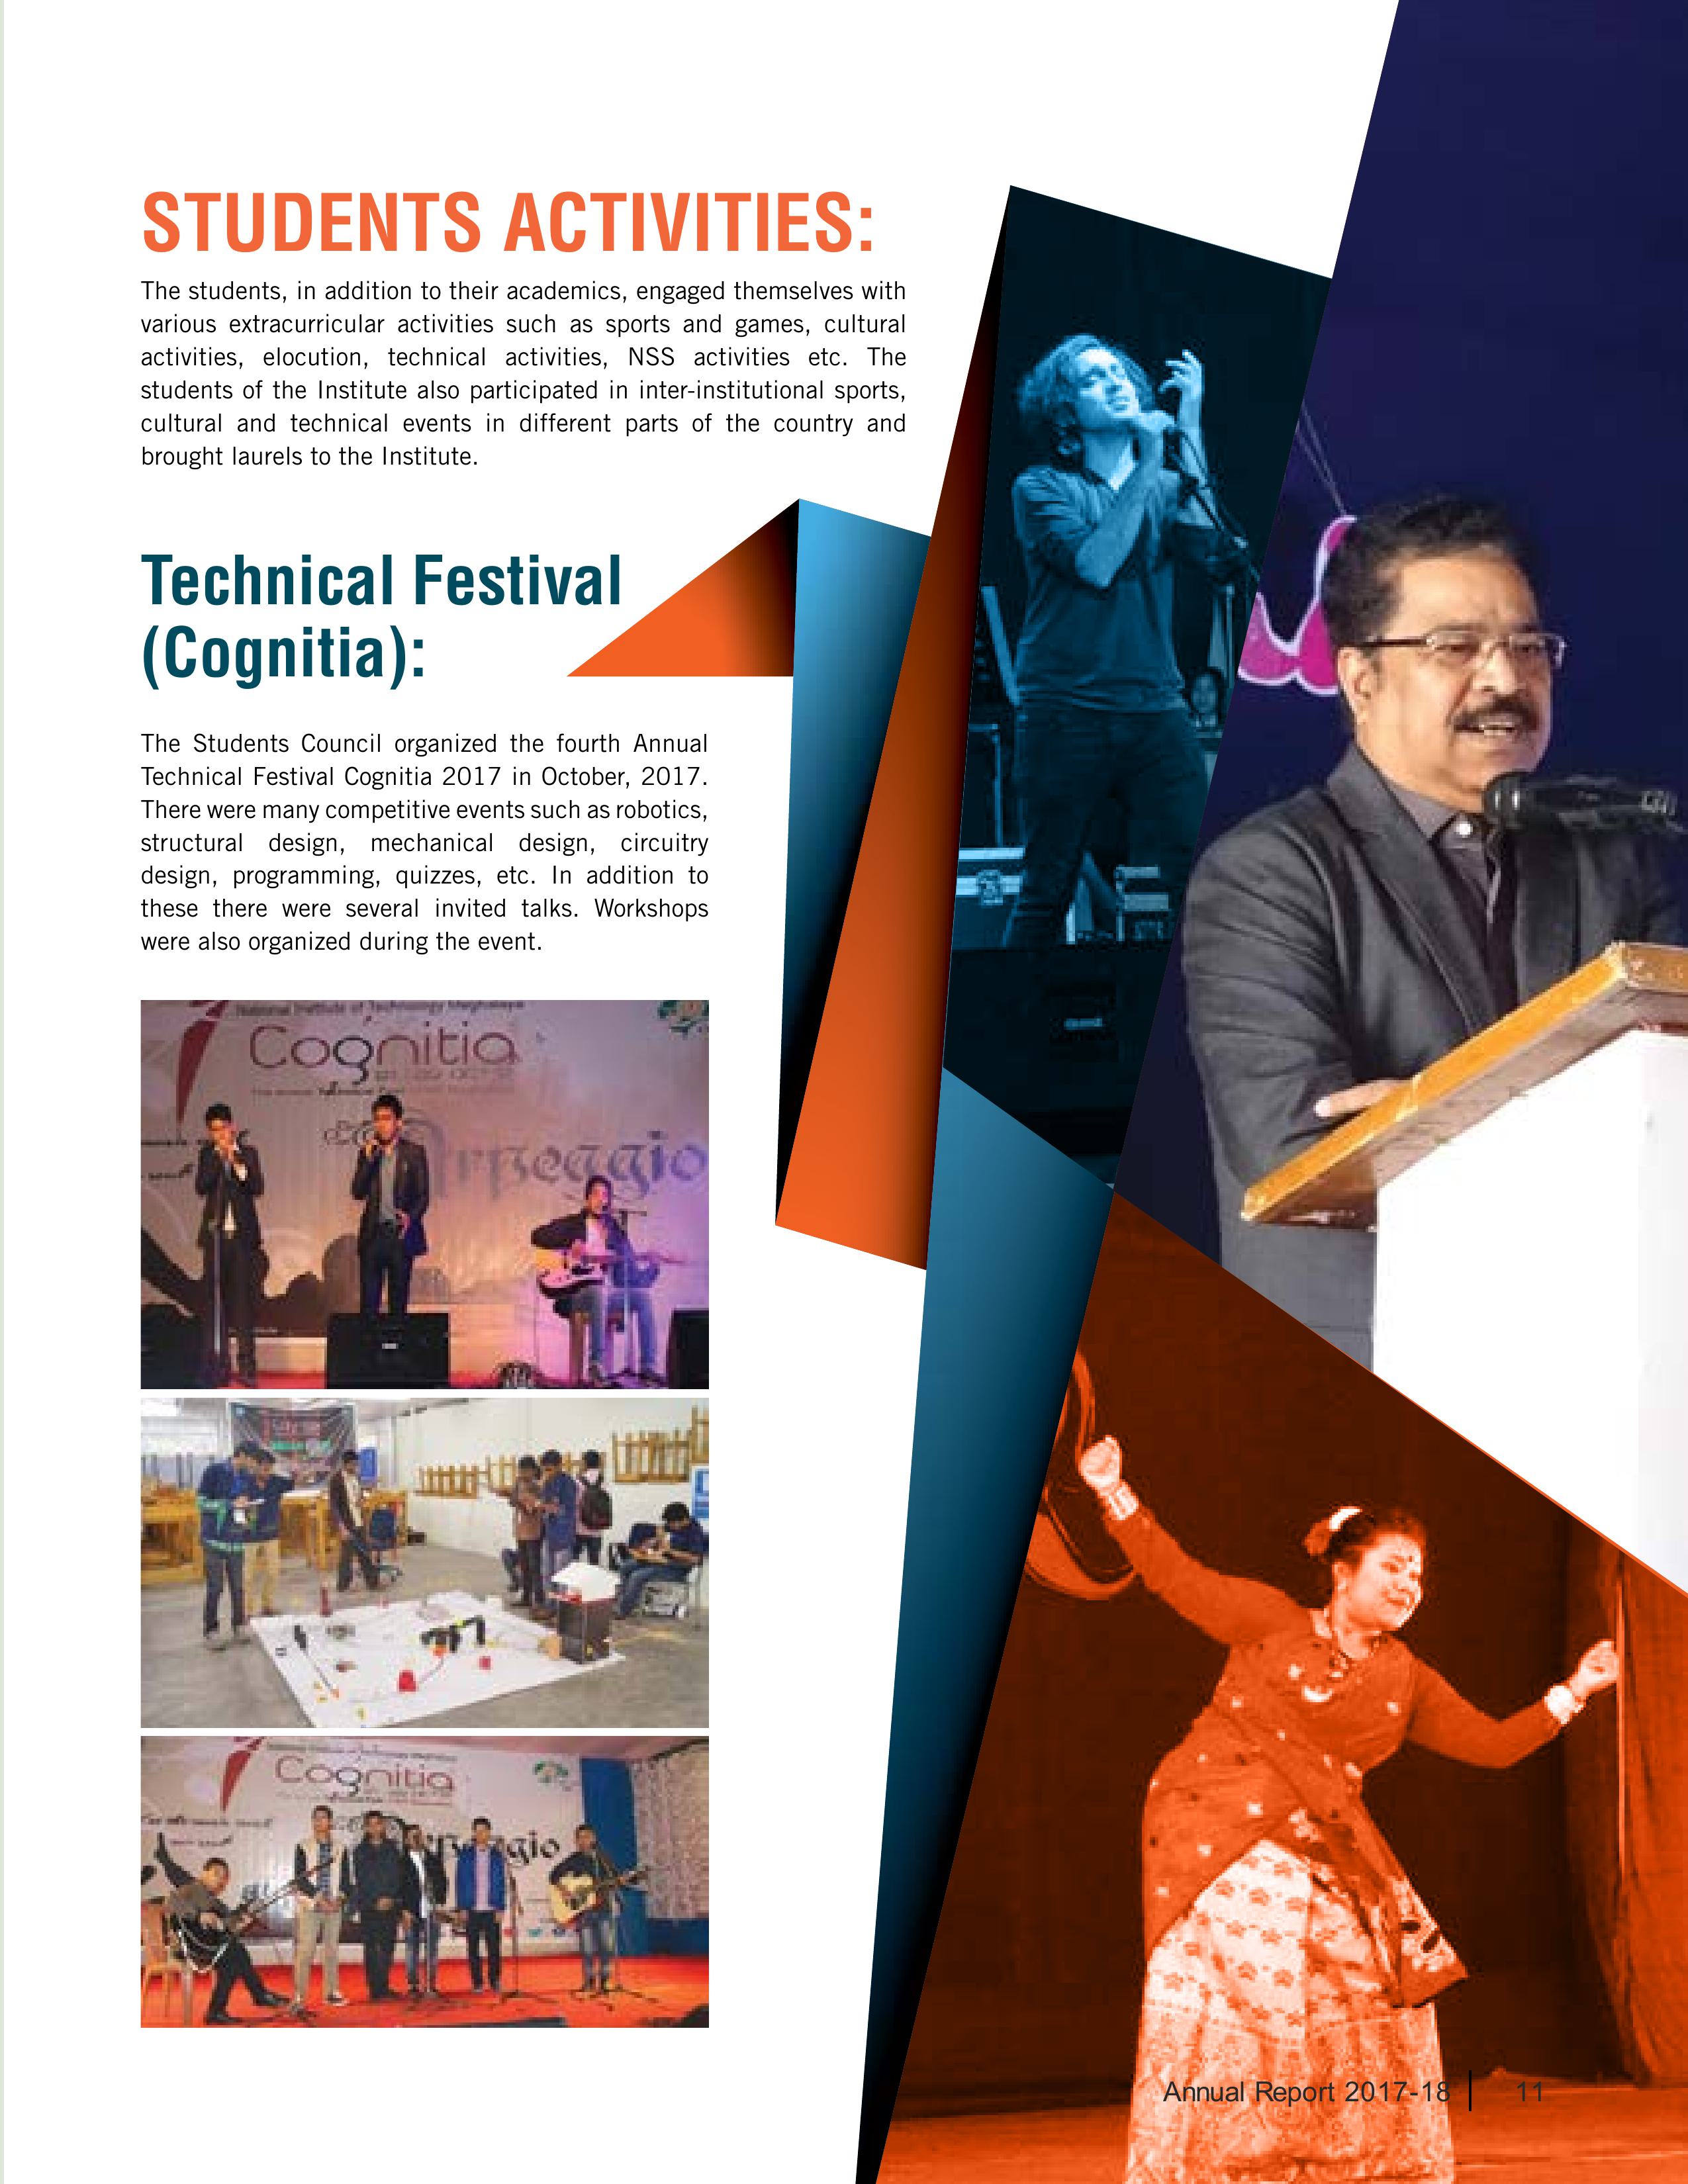 STUDENTS ACTIVITIES:
The students, in addition to their academics, engaged themselves with
various extracurricular activities such as sports and games, cultural
activities, elocution, technical activities, NSS activities etc. The
students of the Institute also participated in inter-institutional sports,
cultural and technical events in different parts of the country and
brought laurels to the Institute.
Technical Festival
(Cognitia):
The Students Council organized the fourth Annual
Technical Festival Cognitia 2017 in October, 2017.
There were many competitive events such as robotics,
structural design, mechanical design, circuitry
design, programming, quizzes, etc. In addition to
these there were several invited talks. Workshops
were also organized during the event.
National Institute of Technology Meghalaya
Cognitia
Arpeggio
Cognitia
Annual Report 2017-18 | 11